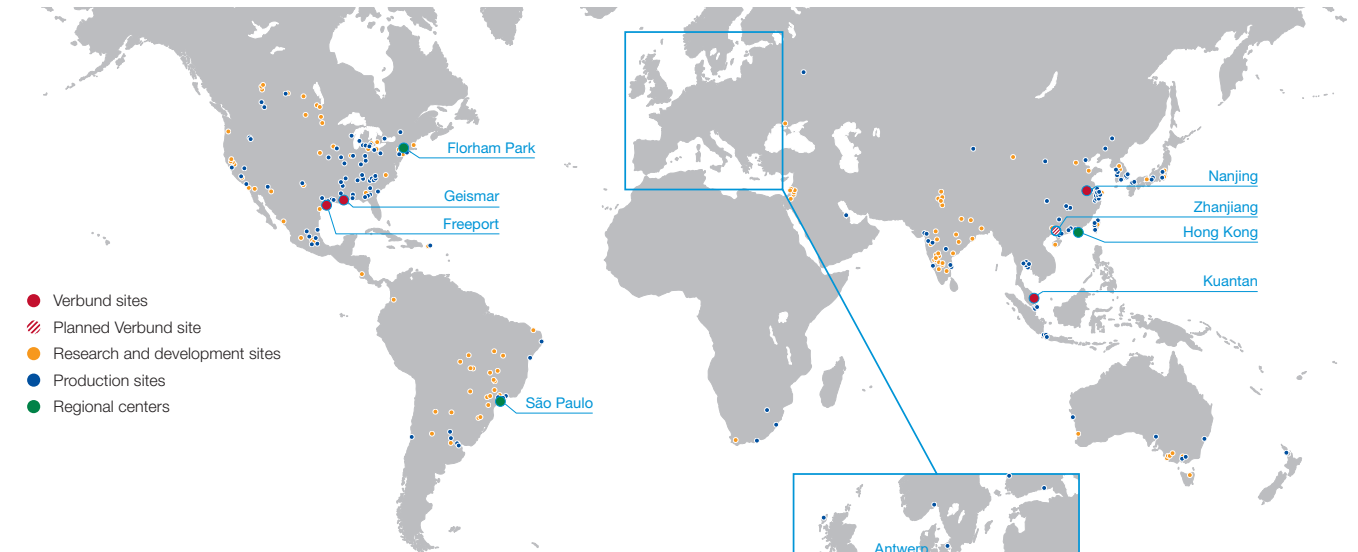 Florham Park
Geismar
Freeport
Nanjing
Zhanjiang
Hong Kong
Kuantan
Verbund sites
Planned Verbund site
Research and development sites
Production sites
Regional centers
São Paulo
Antwerp